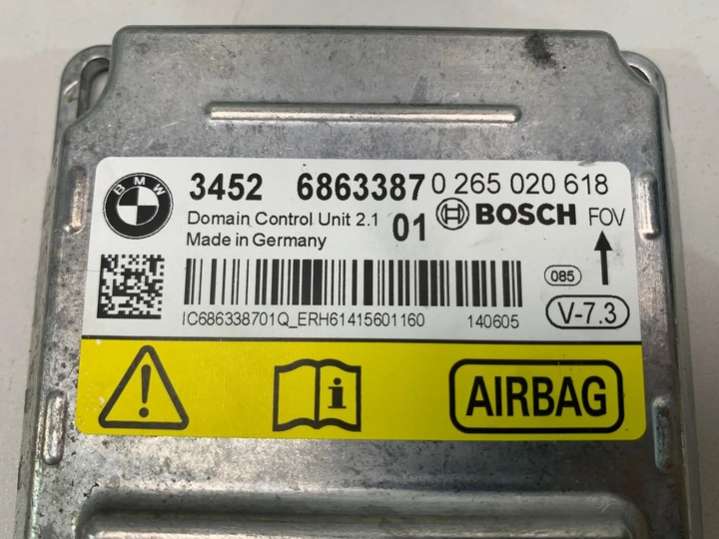 BMW
3452 6863387 0 265 020 618
Domain Control Unit 2.1 01 BOSCH FOV
Made in Germany
085
IC686338701Q_ERH61415601160 140605 V-7.3
i AIRBAG